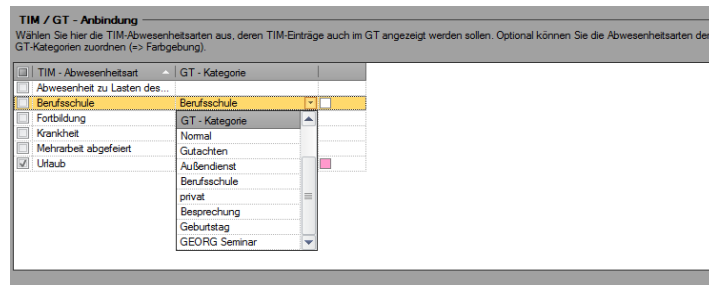 TIM / GT - Anbindung
Wählen Sie hier die TIM-Abwesenheitsarten aus, deren TIM-Einträge auch im GT angezeigt werden sollen. Optional können Sie die Abwesenheitsarten der
GT-Kategorien zuordnen (=> Farbgebung).
TIM - Abwesenheitsart GT - Kategorie
Abwesenheit zu Lasten des...
Berufsschule Berufsschule
Fortbildung
Krankheit
Mehrarbeit abgefeiert
Urlaub
GT - Kategorie
Normal
Gutachten
Außendienst
Berufsschule
privat
Besprechung
Geburtstag
GEORG Seminar